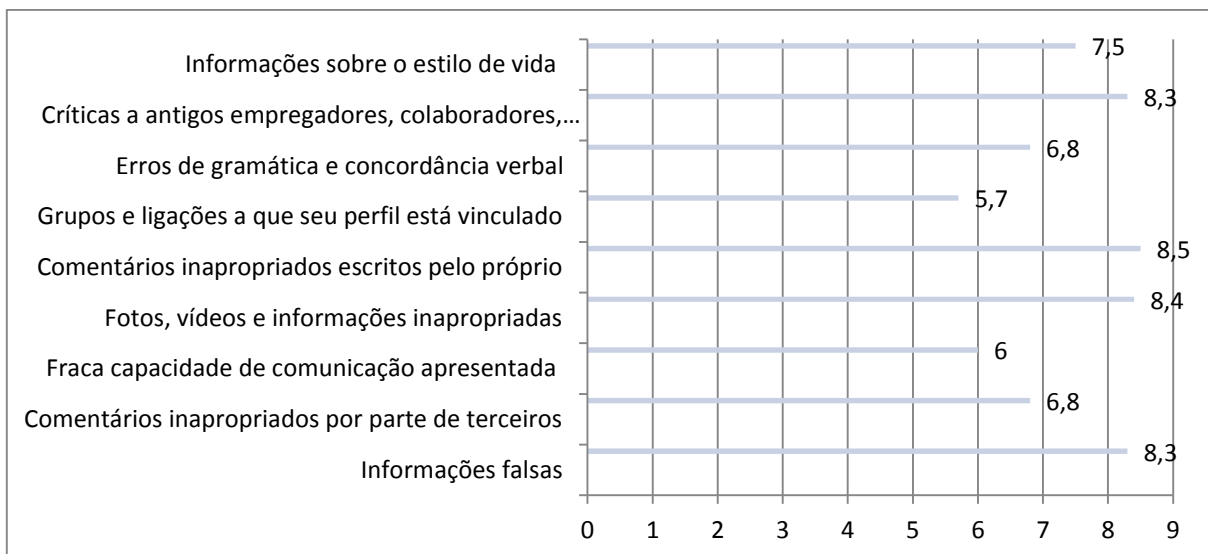 Informações sobre o estilo de vida 7,5
Críticas a antigos empregadores, colaboradores,... 8,3
Erros de gramática e concordância verbal 6,8
Grupos e ligações a que seu perfil está vinculado 5,7
Comentários inapropriados escritos pelo próprio 8,5
Fotos, vídeos e informações inapropriadas 8,4
Fraca capacidade de comunicação apresentada 6
Comentários inapropriados por parte de terceiros 6,8
Informações falsas 8,3
0 1 2 3 4 5 6 7 8 9